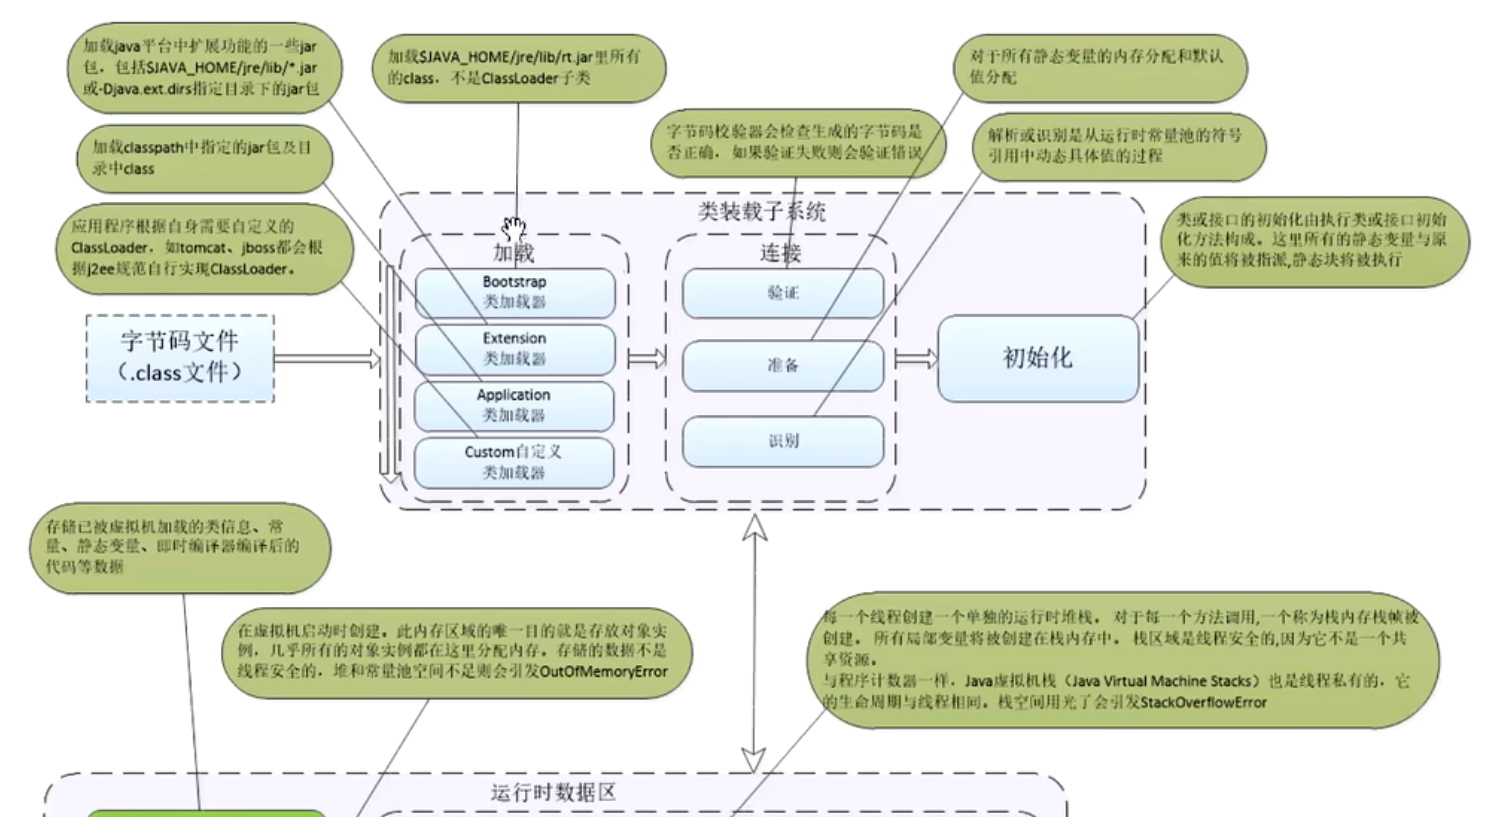 加载java平台中扩展功能的一些jar
包，包括$JAVA_HOME/jre/lib/*.jar
或-Djava.ext.dirs指定目录下的jar包
加载$JAVA_HOME/jre/lib/rt.jar里所有
的class，不是ClassLoader子类
对于所有静态变量的内存分配和默认
值分配
加载classpath中指定的jar包及目
录中class
字节码校验器会检查生成的字节码是
否正确，如果验证失败则会验证错误
解析或识别是从运行时常量池的符号
引用中动态具体值的过程
应用程序根据自身需要自定义的
ClassLoader，如tomcat、jboss都会根
据j2ee规范自行实现ClassLoader。
类或接口的初始化由执行类或接口初始
化方法构成。这里所有的静态变量与原
来的值将被指派,静态块将被执行
类装载子系统
加载
连接
Bootstrap
类加载器
Extension
类加载器
Application
类加载器
Custom自定义
类加载器
验证
准备
识别
初始化
字节码文件
（.class文件）
存储已被虚拟机加载的类信息、常
量、静态变量、即时编译器编译后的
代码等数据
在虚拟机启动时创建。此内存区域的唯一目的就是存放对象实
例，几乎所有的对象实例都在这里分配内存。存储的数据不是
线程安全的，堆和常量池空间不足则会引发OutOfMemoryError
每一个线程创建一个单独的运行时堆栈。对于每一个方法调用,一个称为栈内存栈帧被
创建。所有局部变量将被创建在栈内存中。栈区域是线程安全的,因为它不是一个共
享资源。
与程序计数器一样，Java虚拟机栈（Java Virtual Machine Stacks）也是线程私有的，它
的生命周期与线程相同。栈空间用光了会引发StackOverflowError
运行时数据区